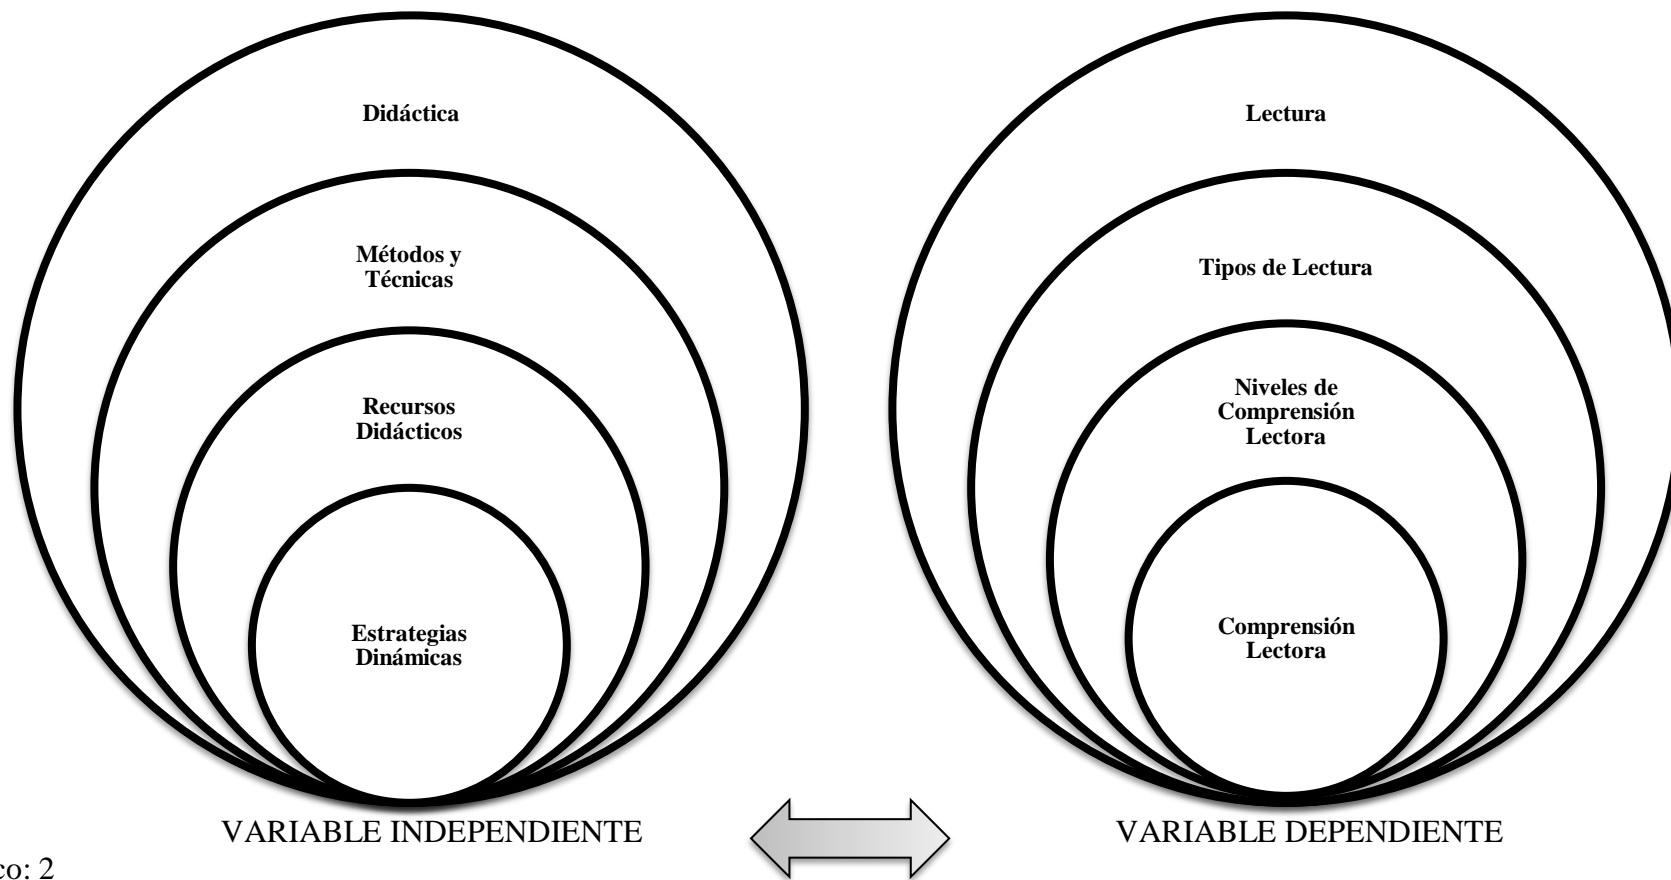 Didáctica
Métodos y
Técnicas
Recursos
Didácticos
Estrategias
Dinámicas
VARIABLE INDEPENDIENTE
Lectura
Tipos de Lectura
Niveles de
Comprensión
Lectora
Comprensión
Lectora
VARIABLE DEPENDIENTE
co: 2